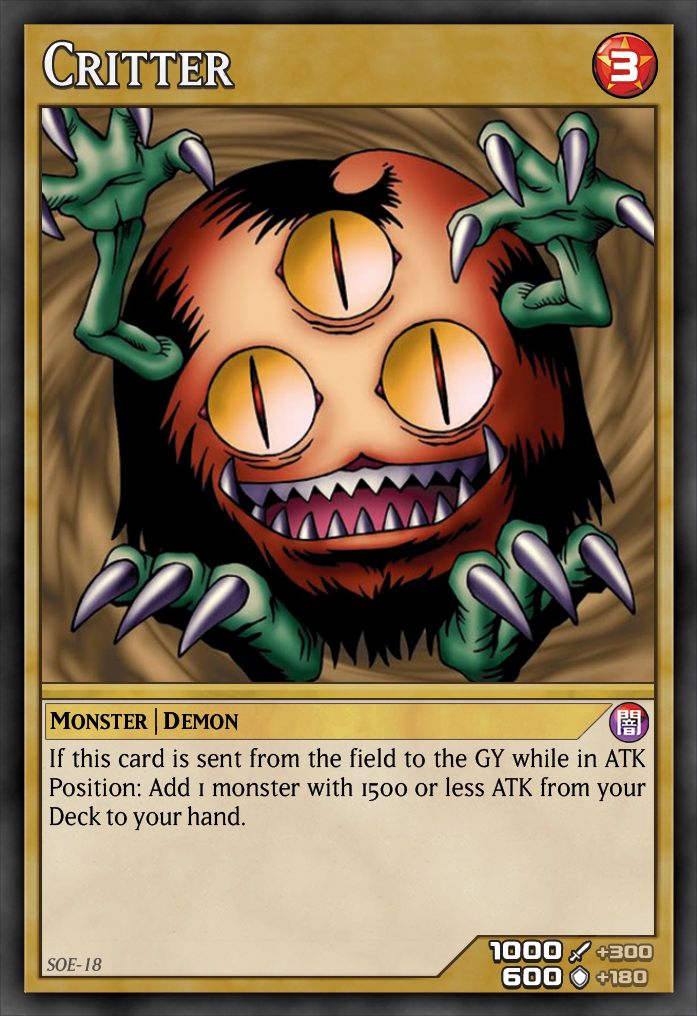 Critter
3
Monster | Demon
闇
If this card is sent from the field to the GY while in ATK
Position: Add 1 monster with 1500 or less ATK from your
Deck to your hand.
1000 +300
SOE-18
600 +180